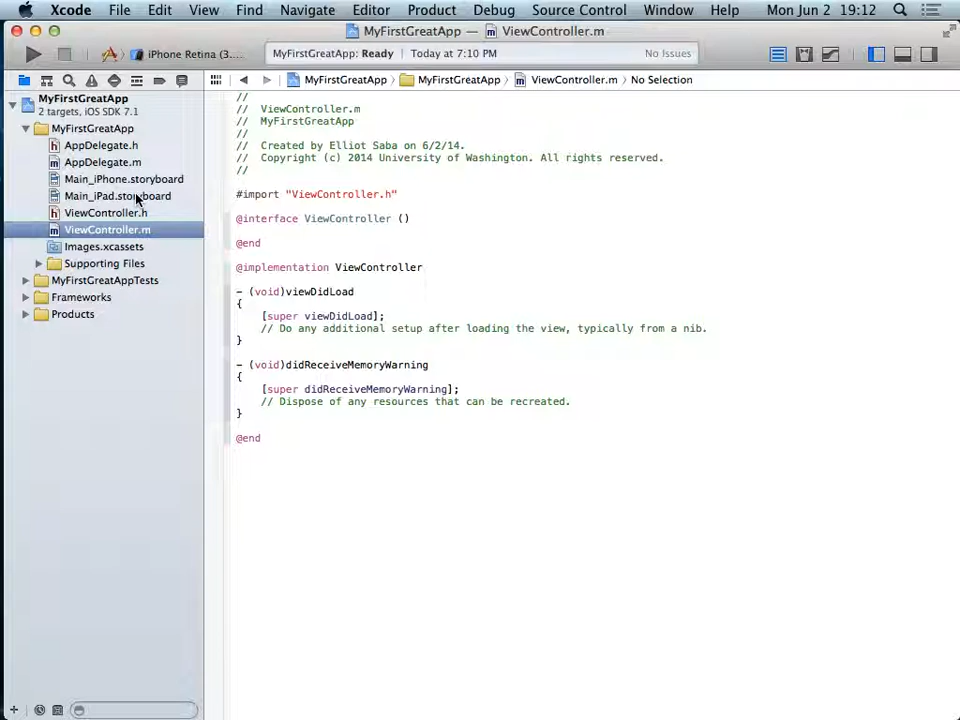 Xcode File Edit View Find Navigate Editor Product Debug Source Control Window Help Mon Jun 2 19:12
MyFirstGreatApp — ViewController.m
iPhone Retina (3.... MyFirstGreatApp: Ready Today at 7:10 PM No Issues
MyFirstGreatApp MyFirstGreatApp ViewController.m No Selection
MyFirstGreatApp
2 targets, iOS SDK 7.1
MyFirstGreatApp
AppDelegate.h
AppDelegate.m
Main_iPhone.storyboard
Main_iPad.storyboard
ViewController.h
ViewController.m
Images.xcassets
Supporting Files
MyFirstGreatAppTests
Frameworks
Products
//
// ViewController.m
// MyFirstGreatApp
//
// Created by Elliot Saba on 6/2/14.
// Copyright (c) 2014 University of Washington. All rights reserved.
//
#import "ViewController.h"
@interface ViewController ()
@end
@implementation ViewController
- (void)viewDidLoad
{
[super viewDidLoad];
// Do any additional setup after loading the view, typically from a nib.
}
- (void)didReceiveMemoryWarning
{
[super didReceiveMemoryWarning];
// Dispose of any resources that can be recreated.
}
@end